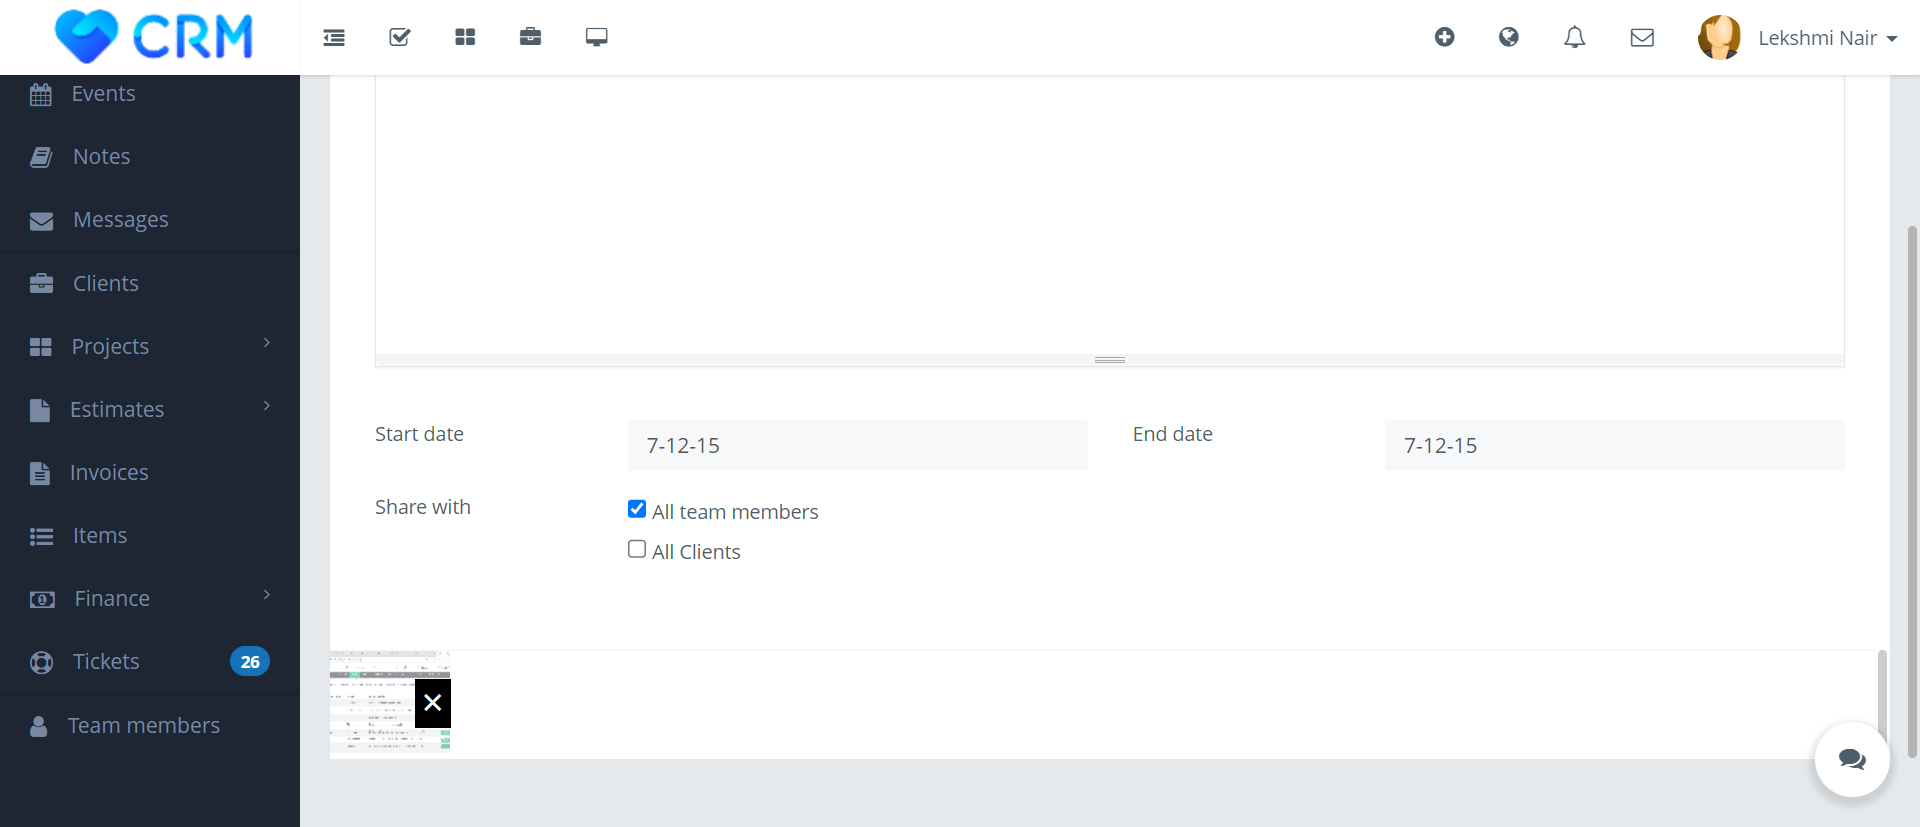 CRM
Lekshmi Nair
Events
Notes
Messages
Clients
Projects
Estimates
Invoices
Items
Finance
Tickets 26
Team members
Start date 7-12-15 End date 7-12-15
Share with All team members
All Clients